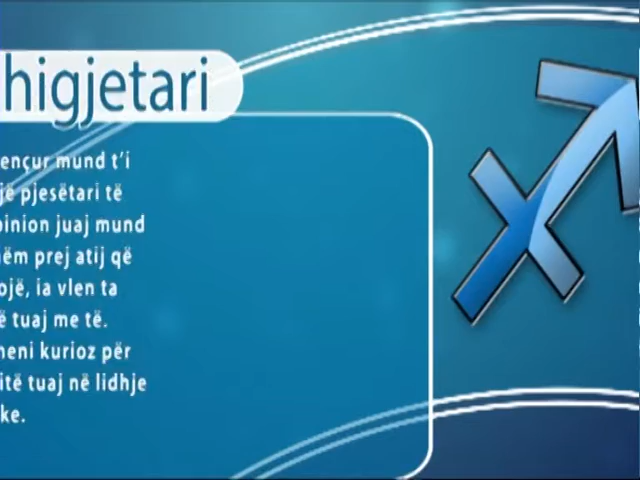 higjetari
ençur mund t'i
jë pjesëtari të
pinion juaj mund
ëm prej atij që
ojë, ia vlen ta
ë tuaj me të.
heni kurioz për
itë tuaj në lidhje
ke.